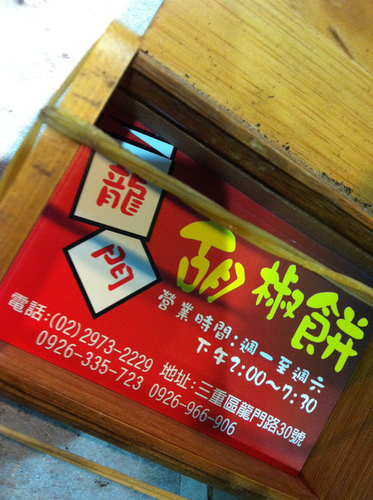 龍門
胡椒餅
營業時間:週一至週六
下午2:00~7:30
電話:(02)2973-2229
0926-335-723
地址:三重區龍門路30號
0926-966-906